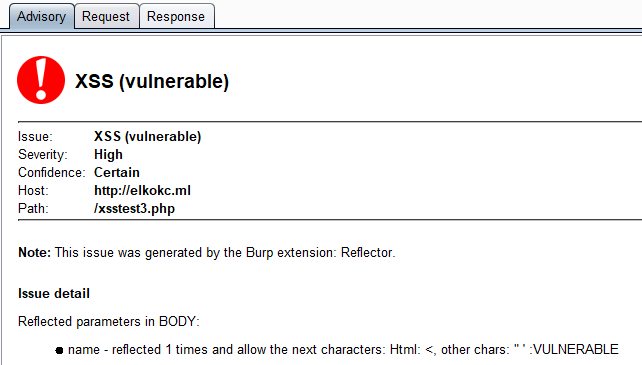 Advisory Request Response
XSS (vulnerable)
Issue: XSS (vulnerable)
Severity: High
Confidence: Certain
Host: http://elkokc.ml
Path: /xsstest3.php
Note: This issue was generated by the Burp extension: Reflector.
Issue detail
Reflected parameters in BODY:
● name - reflected 1 times and allow the next characters: Html: <, other chars: " ' :VULNERABLE